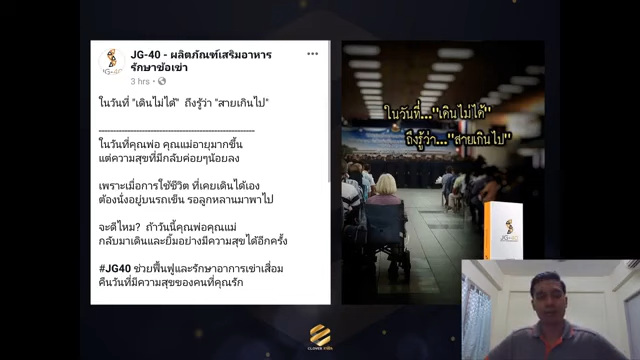 JG-40 - ผลิตภัณฑ์เสริมอาหาร
รักษาข้อเข่า
3 hrs
ในวันที่ "เดินไม่ได้" ถึงรู้ว่า "สายเกินไป"
ในวันที่คุณพ่อ คุณแม่อายุมากขึ้น
แต่ความสุขที่มีกลับค่อยๆน้อยลง
เพราะเมื่อการใช้ชีวิต ที่เคยเดินได้เอง
ต้องนั่งอยู่บนรถเข็น รอลูกหลานมาพาไป
จะดีไหม? ถ้าวันนี้คุณพ่อคุณแม่
กลับมาเดินและยิ้มอย่างมีความสุขได้อีกครั้ง
#JG40 ช่วยฟื้นฟูและรักษาอาการเข่าเสื่อม
คืนวันที่มีความสุขของคนที่คุณรัก
ในวันที่..."เดินไม่ได้"
ถึงรู้ว่า..."สายเกินไป"
JG-40